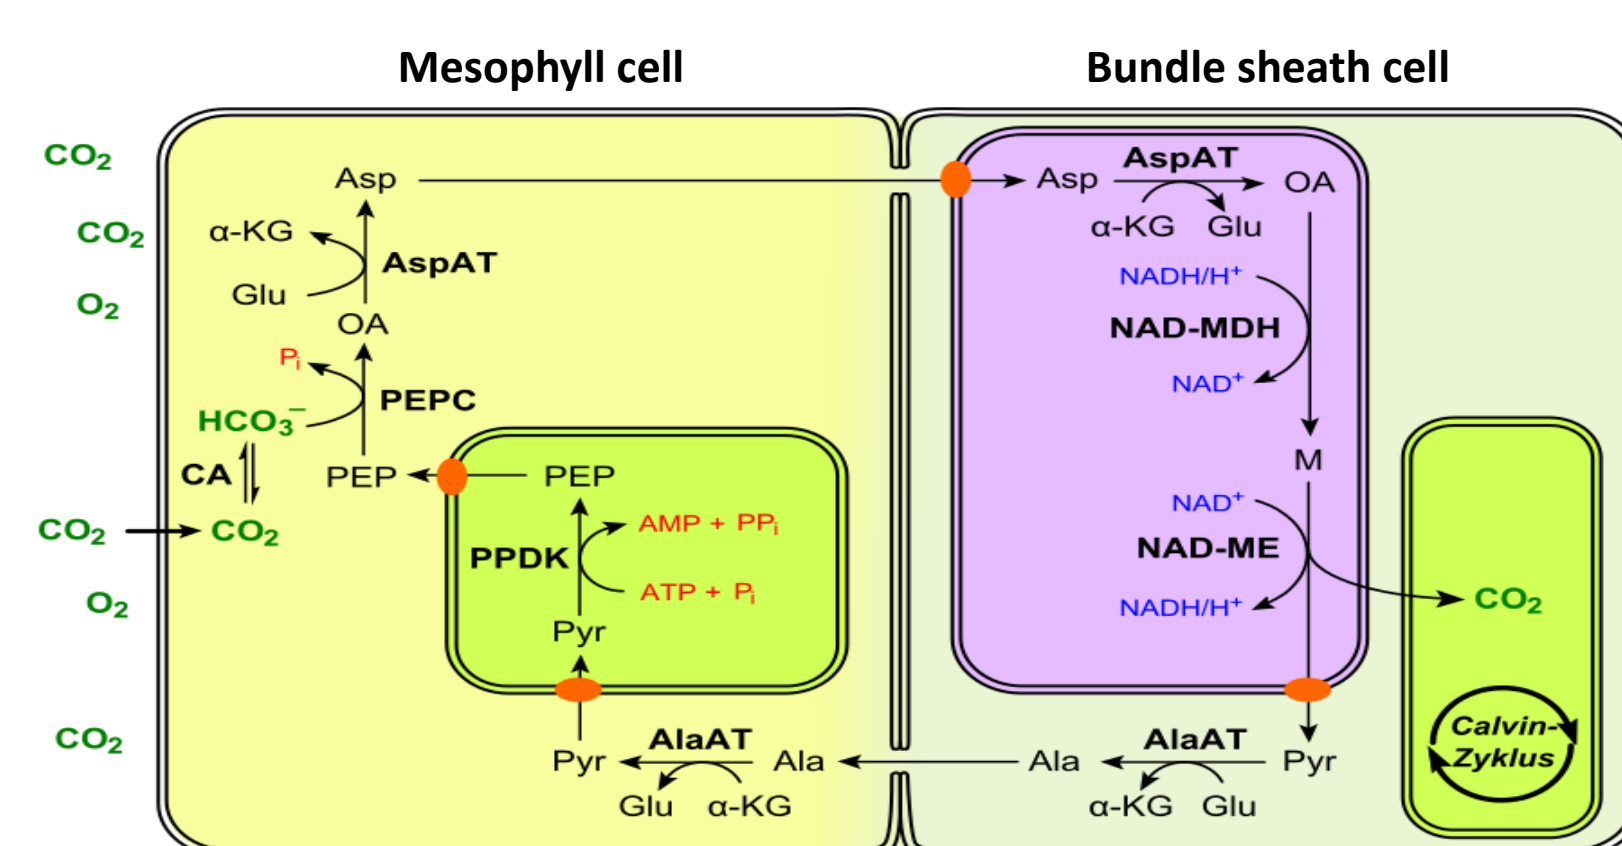 Mesophyll cell
Bundle sheath cell
CO₂
CO₂
O₂
CO₂
O₂
CO₂
Asp
α-KG
AspAT
Glu
OA
Pᵢ
PEPC
HCO₃⁻
CA
PEP
CO₂
PEP
AMP + PPᵢ
PPDK
ATP + Pᵢ
Pyr
AlaAT
Pyr
Ala
Glu
α-KG
Asp
AspAT
OA
α-KG
Glu
NADH/H⁺
NAD-MDH
NAD⁺
M
NAD⁺
NAD-ME
NADH/H⁺
CO₂
Calvin-
Zyklus
AlaAT
Ala
Pyr
α-KG
Glu